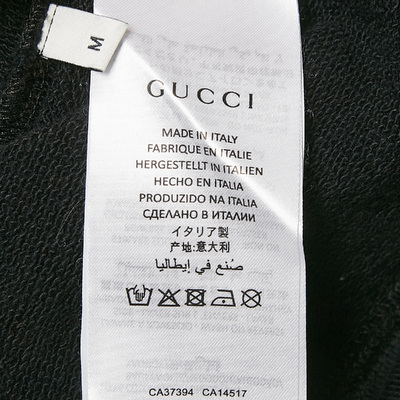 M
GUCCI
MADE IN ITALY
FABRIQUE EN ITALIE
HERGESTELLT IN ITALIEN
HECHO EN ITALIA
PRODUZIDO NA ITALIA
СДЕЛАНО В ИТАЛИИ
イタリア製
产地:意大利
صُنع في إيطاليا
CA37394 CA14517